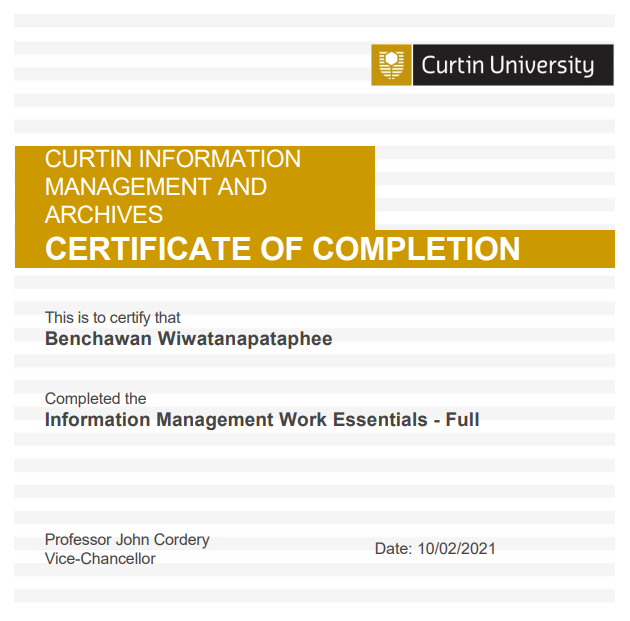 Curtin University
CURTIN INFORMATION
MANAGEMENT AND
ARCHIVES
CERTIFICATE OF COMPLETION
This is to certify that
Benchawan Wiwatanapataphee
Completed the
Information Management Work Essentials - Full
Professor John Cordery
Vice-Chancellor
Date: 10/02/2021